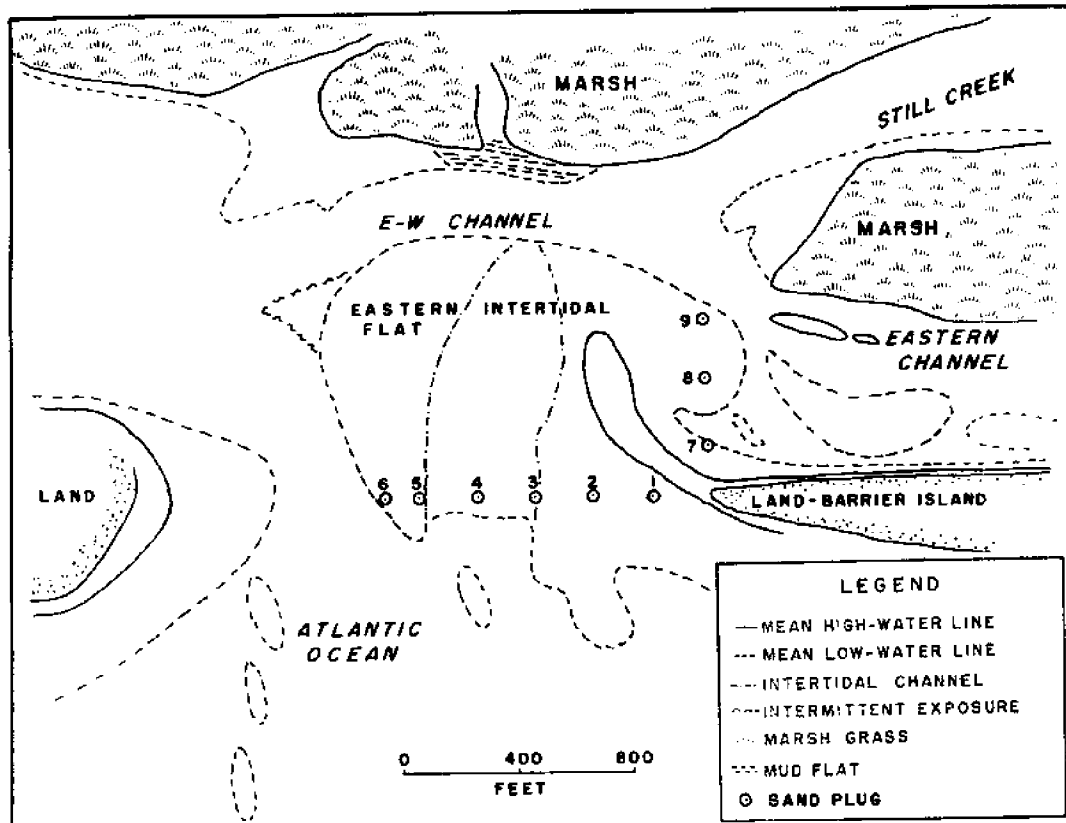 MARSH
STILL CREEK
MARSH
E-W CHANNEL
EASTERN INTERTIDAL
FLAT
9
EASTERN
CHANNEL
8
7
LAND
6 5 4 3 2 1
LAND-BARRIER ISLAND
ATLANTIC
OCEAN
0 400 800
FEET
LEGEND
MEAN HIGH-WATER LINE
MEAN LOW-WATER LINE
INTERTIDAL CHANNEL
INTERMITTENT EXPOSURE
MARSH GRASS
MUD FLAT
SAND PLUG